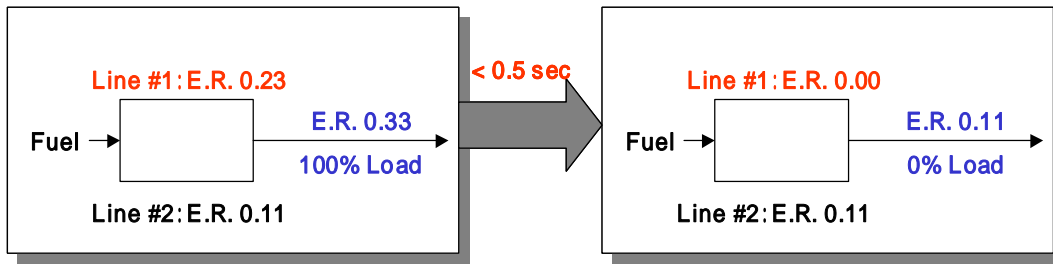 Line #1: E.R. 0.23
Fuel
E.R. 0.33
100% Load
Line #2: E.R. 0.11
< 0.5 sec
Line #1: E.R. 0.00
Fuel
E.R. 0.11
0% Load
Line #2: E.R. 0.11